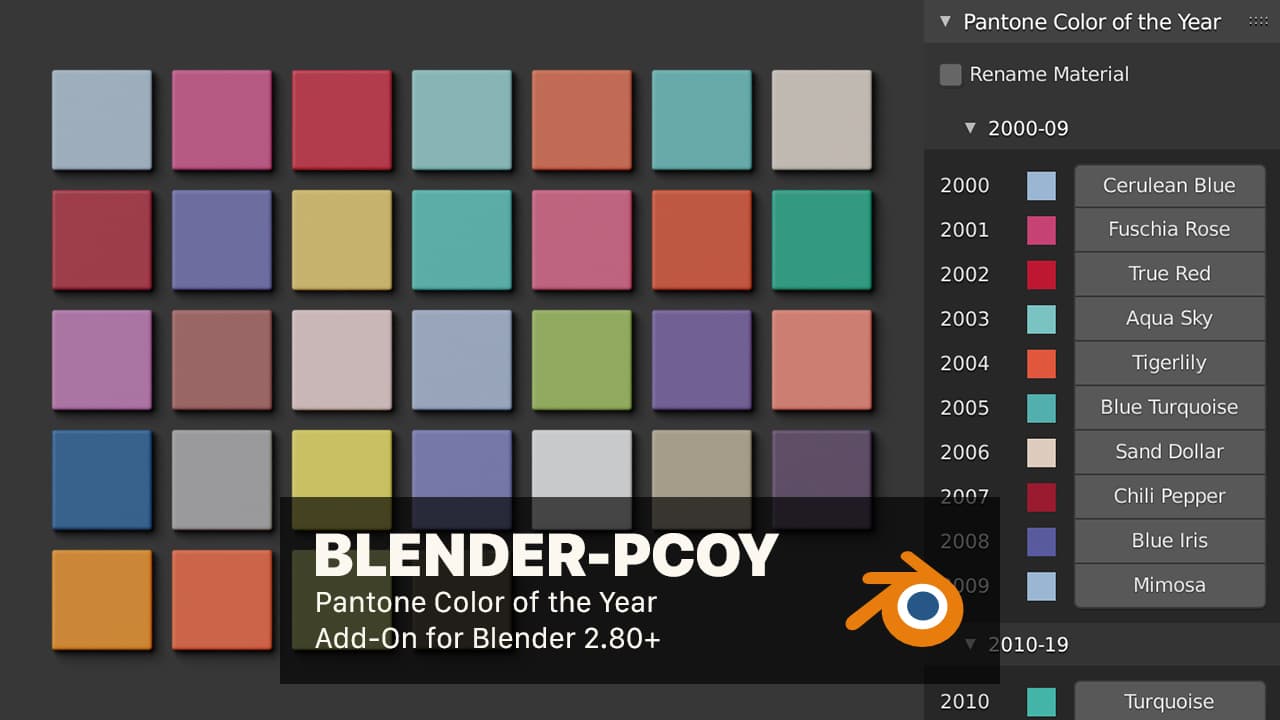 Pantone Color of the Year
Rename Material
2000-09
2000 Cerulean Blue
2001 Fuschia Rose
2002 True Red
2003 Aqua Sky
2004 Tigerlily
2005 Blue Turquoise
2006 Sand Dollar
2007 Chili Pepper
2008 Blue Iris
2009 Mimosa
2010-19
2010 Turquoise
BLENDER-PCOY
Pantone Color of the Year
Add-On for Blender 2.80+